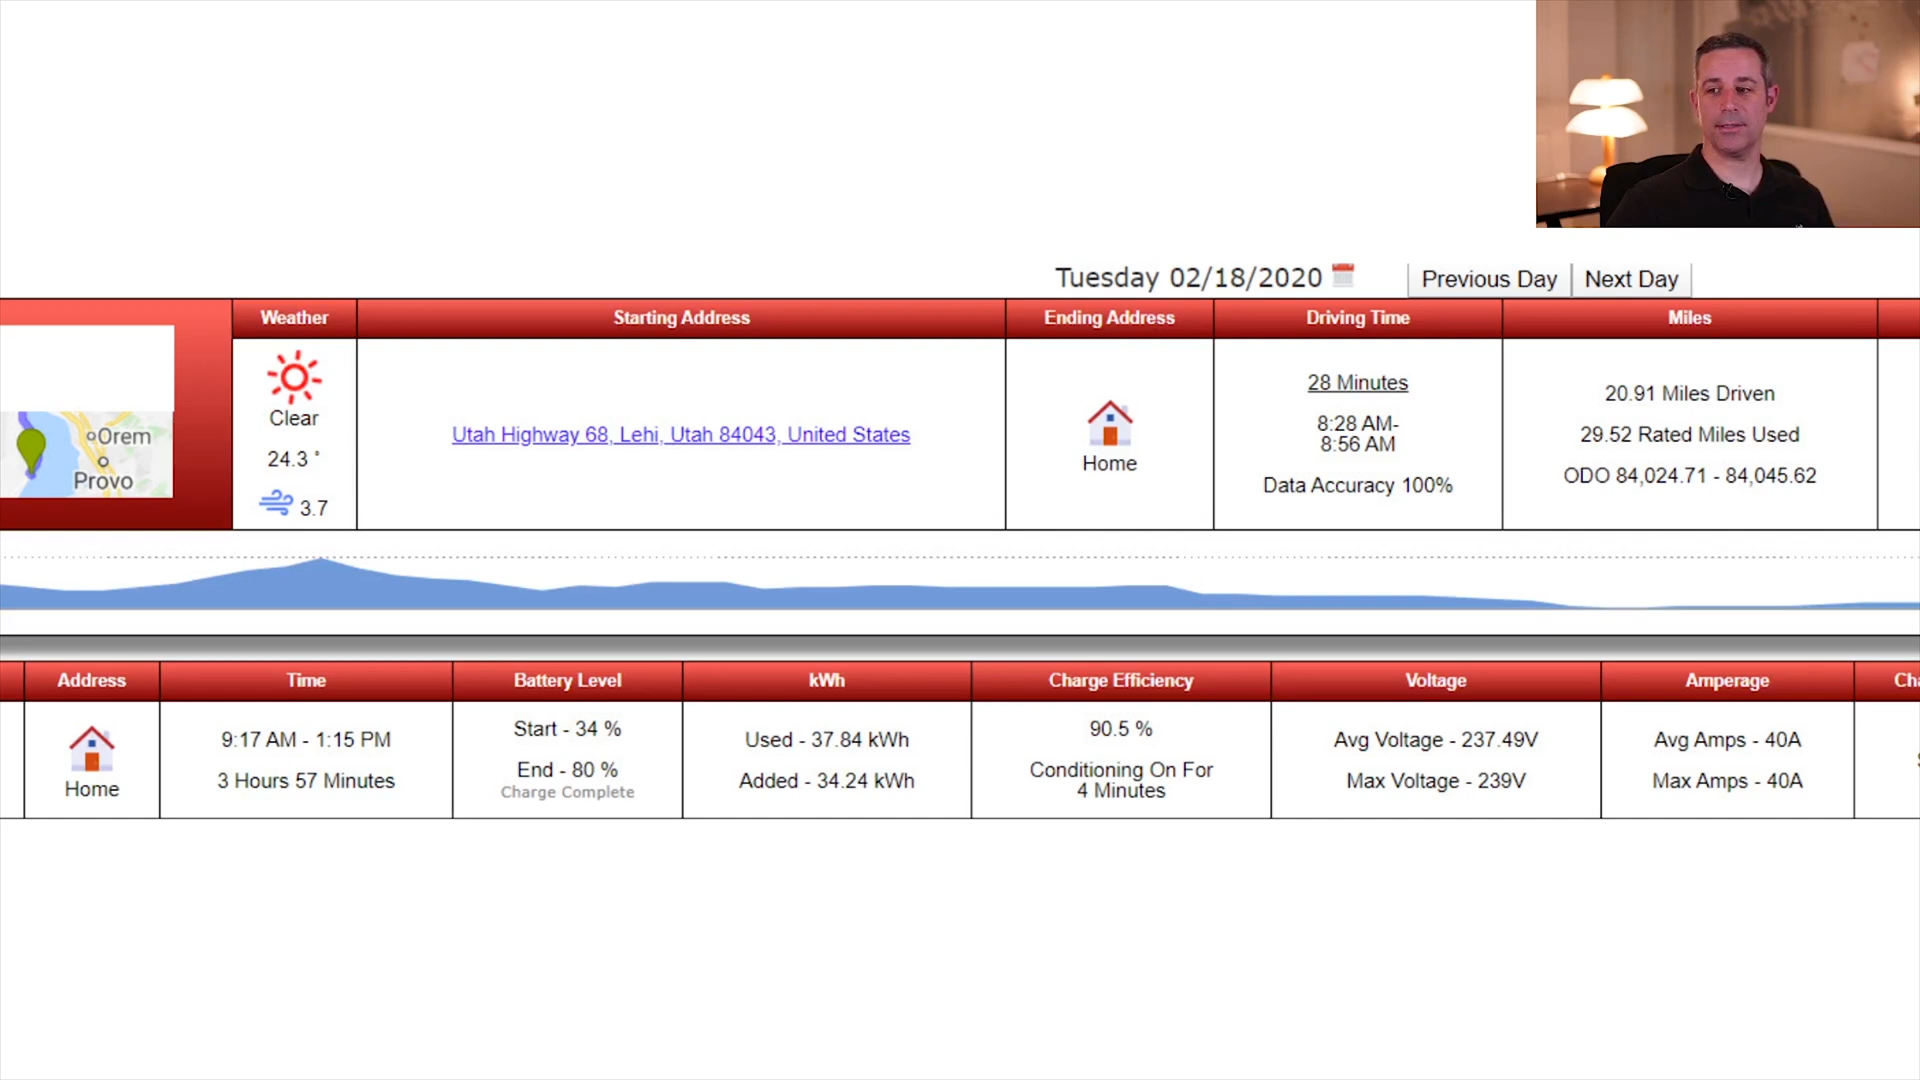 Tuesday 02/18/2020
Previous Day
Next Day
Weather
Starting Address
Ending Address
Driving Time
Miles
Orem
Provo
Clear
24.3 °
3.7
Utah Highway 68, Lehi, Utah 84043, United States
Home
28 Minutes
8:28 AM-
8:56 AM
Data Accuracy 100%
20.91 Miles Driven
29.52 Rated Miles Used
ODO 84,024.71 - 84,045.62
Address
Time
Battery Level
kWh
Charge Efficiency
Voltage
Amperage
Home
9:17 AM - 1:15 PM
3 Hours 57 Minutes
Start - 34 %
End - 80 %
Charge Complete
Used - 37.84 kWh
Added - 34.24 kWh
90.5 %
Conditioning On For
4 Minutes
Avg Voltage - 237.49V
Max Voltage - 239V
Avg Amps - 40A
Max Amps - 40A